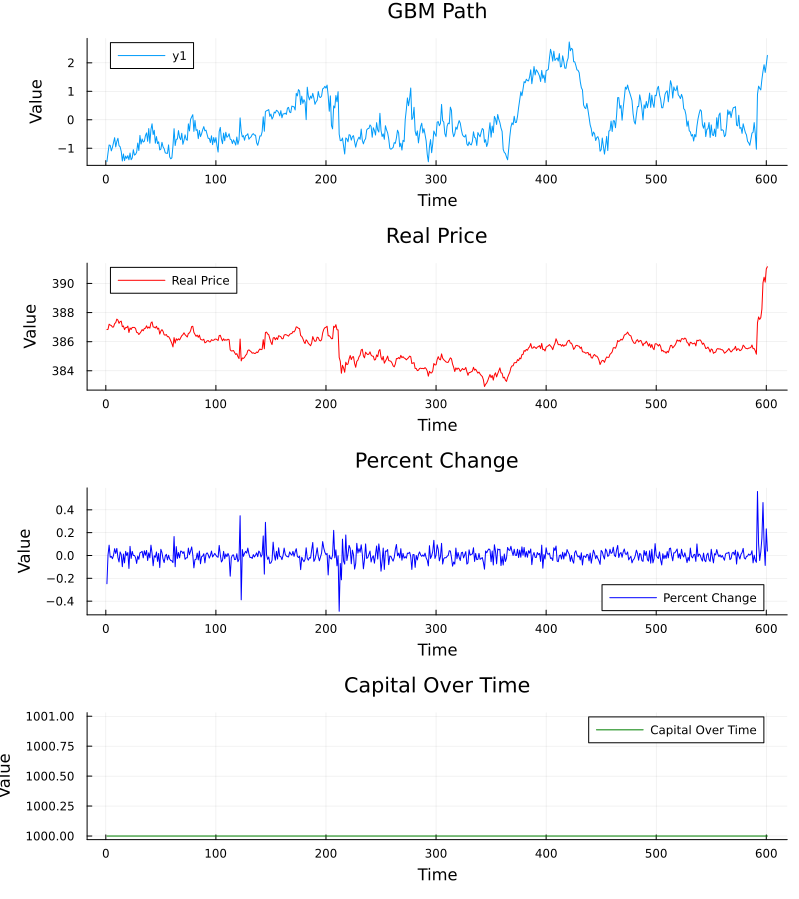 GBM Path
y1
Value
2
1
0
−1
0 100 200 300 400 500 600
Time
Real Price
Real Price
Value
390
388
386
384
0 100 200 300 400 500 600
Time
Percent Change
Value
0.4
0.2
0.0
−0.2
−0.4
Percent Change
0 100 200 300 400 500 600
Time
Capital Over Time
Value
1001.00
Capital Over Time
1000.75
1000.50
1000.25
1000.00
0 100 200 300 400 500 600
Time